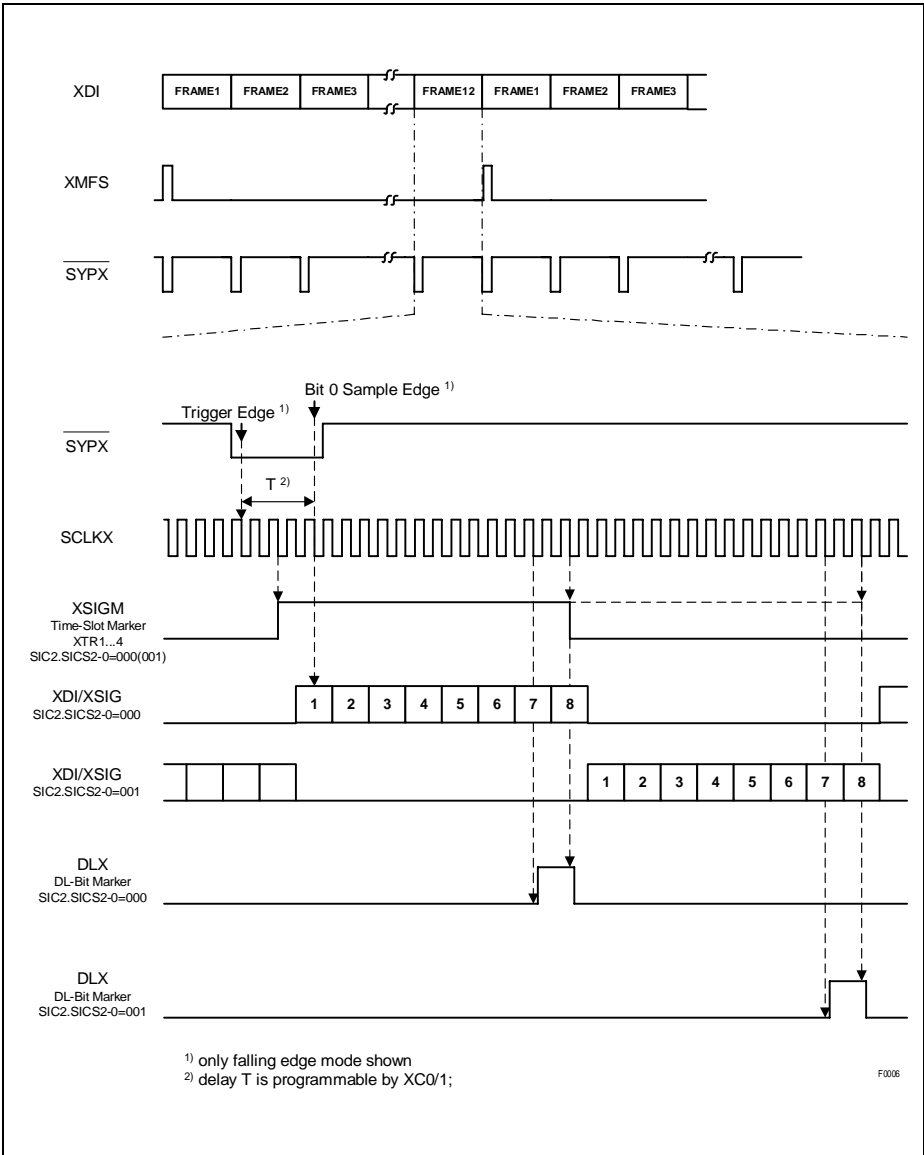 XDI
FRAME1 FRAME2 FRAME3 FRAME12 FRAME1 FRAME2 FRAME3
XMFS
SYPX
Bit 0 Sample Edge 1)
Trigger Edge 1)
SYPX
T 2)
SCLKX
XSIGM
Time-Slot Marker
XTR1...4
SIC2.SICS2-0=000(001)
XDI/XSIG
SIC2.SICS2-0=000
1 2 3 4 5 6 7 8
XDI/XSIG
SIC2.SICS2-0=001
1 2 3 4 5 6 7 8
DLX
DL-Bit Marker
SIC2.SICS2-0=000
DLX
DL-Bit Marker
SIC2.SICS2-0=001
1) only falling edge mode shown
2) delay T is programmable by XC0/1;
F0006